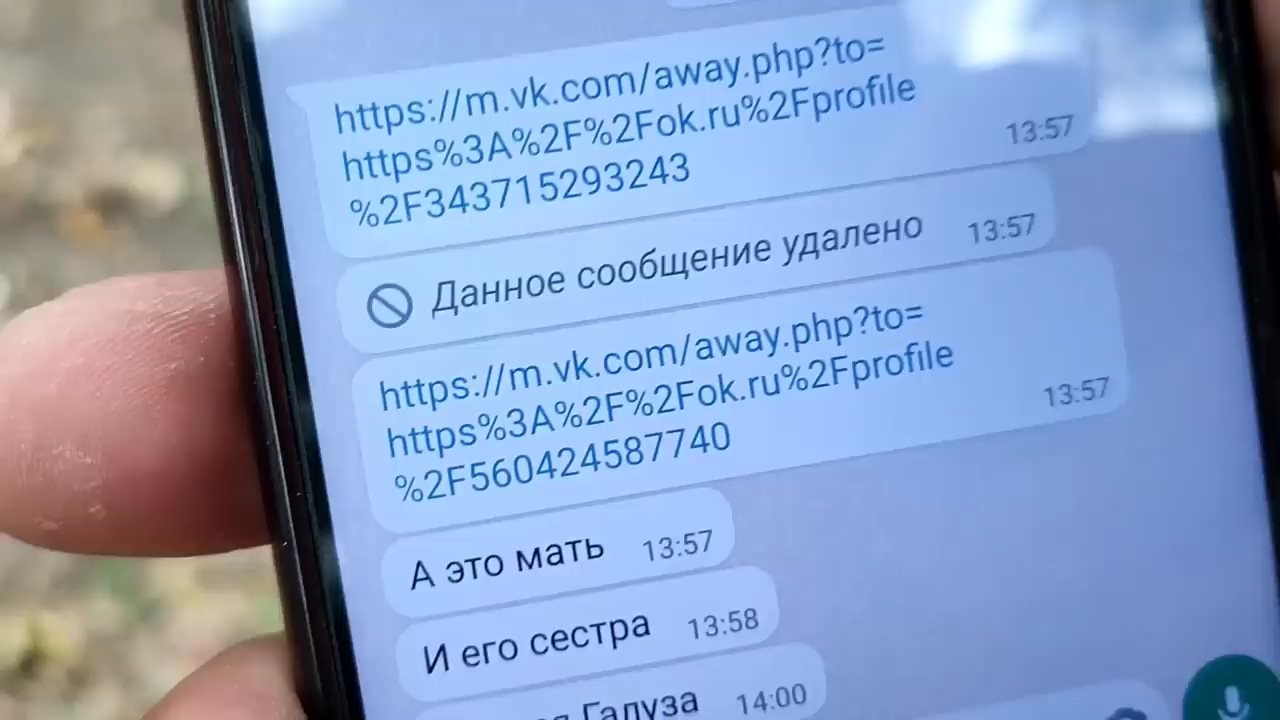 https://m.vk.com/away.php?to=
https%3A%2F%2Fok.ru%2Fprofile
%2F343715293243
13:57
Данное сообщение удалено 13:57
https://m.vk.com/away.php?to=
https%3A%2F%2Fok.ru%2Fprofile
%2F560424587740
13:57
А это мать 13:57
И его сестра 13:58
Галуза 14:00